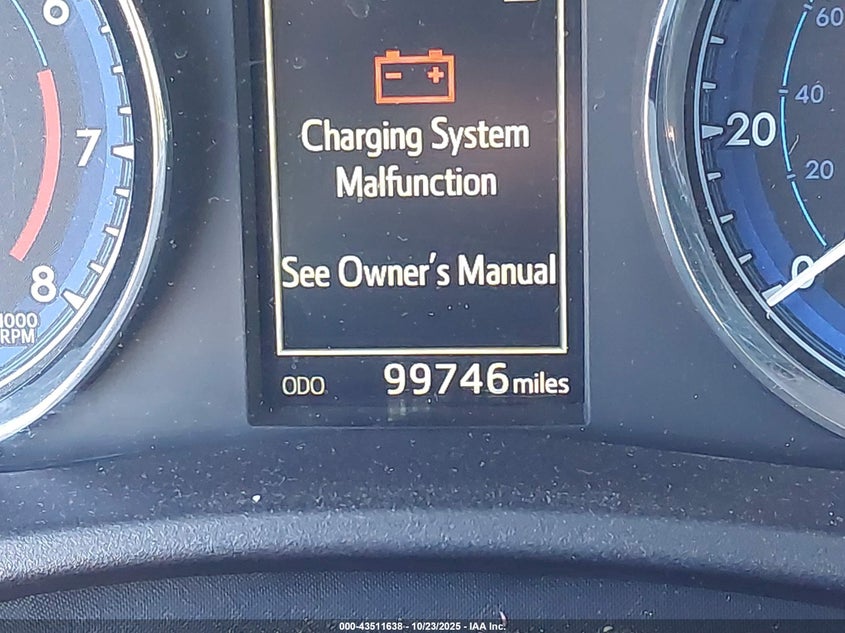 6
7
8
1000
RPM
- +
Charging System
Malfunction
See Owner's Manual
ODO 99746 miles
60
40
20
20
0
000-43511638 - 10/23/2025 - IAA Inc.